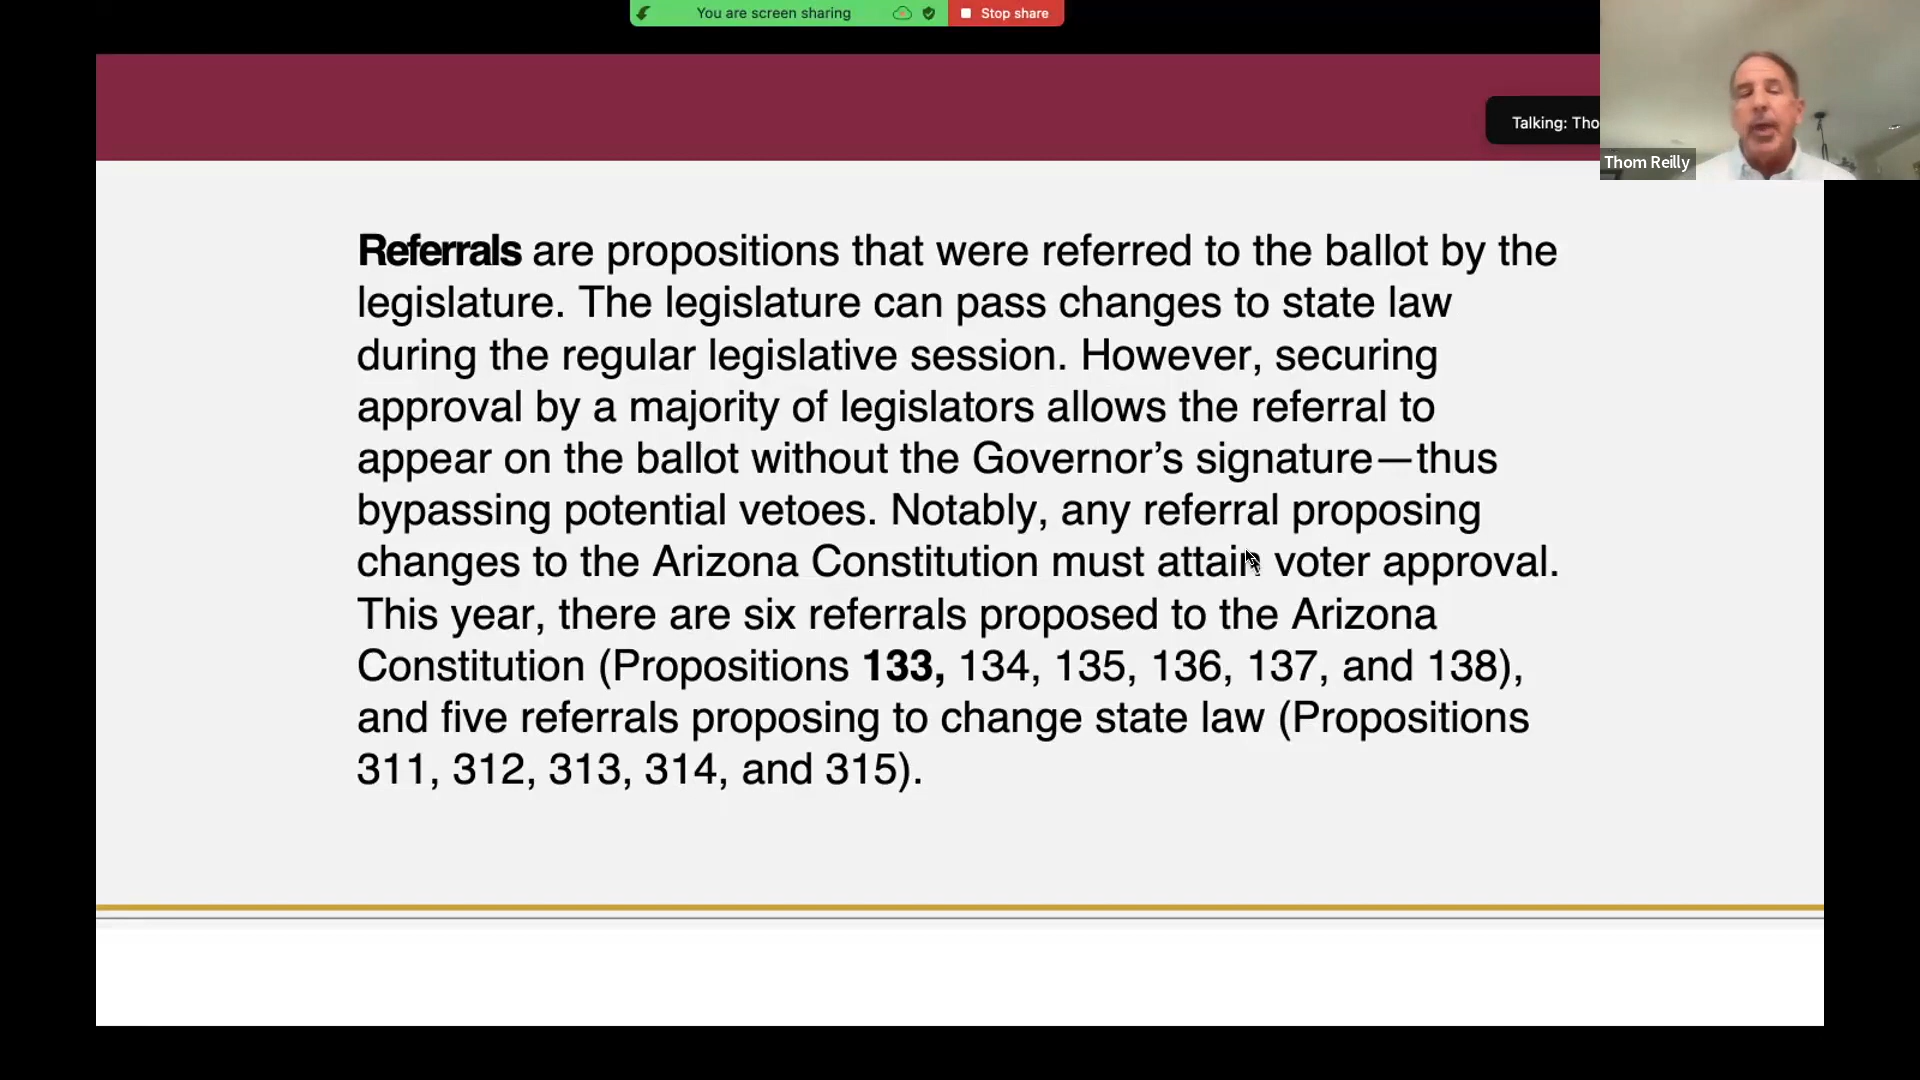 You are screen sharing
Stop share
Talking: Tho
Thom Reilly
Referrals are propositions that were referred to the ballot by the
legislature. The legislature can pass changes to state law
during the regular legislative session. However, securing
approval by a majority of legislators allows the referral to
appear on the ballot without the Governor’s signature—thus
bypassing potential vetoes. Notably, any referral proposing
changes to the Arizona Constitution must attain voter approval.
This year, there are six referrals proposed to the Arizona
Constitution (Propositions 133, 134, 135, 136, 137, and 138),
and five referrals proposing to change state law (Propositions
311, 312, 313, 314, and 315).